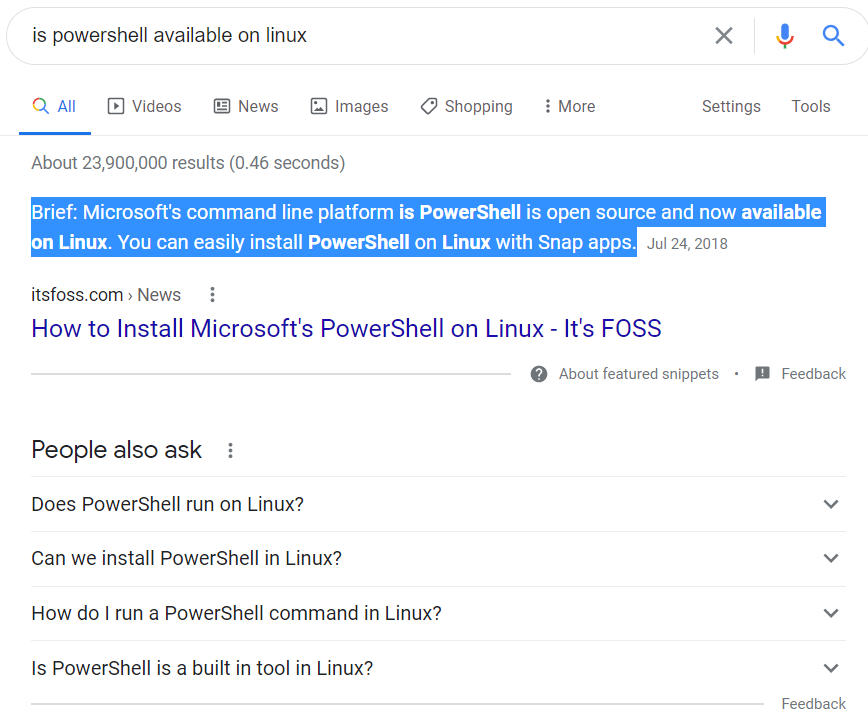 is powershell available on linux
All Videos News Images Shopping More Settings Tools
About 23,900,000 results (0.46 seconds)
Brief: Microsoft's command line platform is PowerShell is open source and now available
on Linux. You can easily install PowerShell on Linux with Snap apps. Jul 24, 2018
itsfoss.com › News
How to Install Microsoft's PowerShell on Linux - It's FOSS
About featured snippets • Feedback
People also ask
Does PowerShell run on Linux?
Can we install PowerShell in Linux?
How do I run a PowerShell command in Linux?
Is PowerShell is a built in tool in Linux?
Feedback